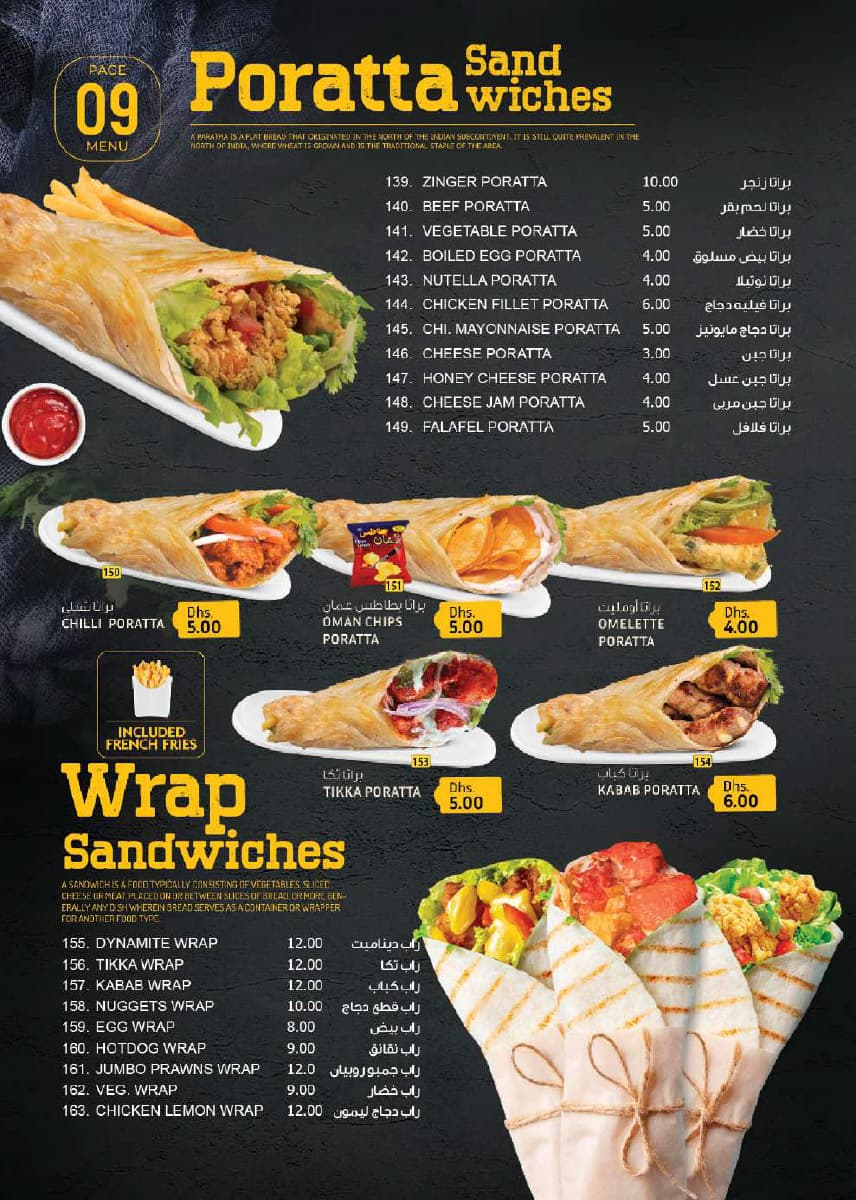 PAGE
09
MENU
Poratta Sand
wiches
A PARATHA IS A FLAT BREAD THAT ORIGINATED IN THE NORTH OF THE INDIAN SUBCONTINENT. IT IS STILL QUITE PREVALENT IN THE
NORTH OF INDIA, WHERE WHEAT IS GROWN AND IS THE TRADITIONAL STAPLE OF THE AREA.
139. ZINGER PORATTA 10.00 براتا زنجر
140. BEEF PORATTA 5.00 براتا لحم بقر
141. VEGETABLE PORATTA 5.00 براتا خضار
142. BOILED EGG PORATTA 4.00 براتا بيض مسلوق
143. NUTELLA PORATTA 4.00 براتا نوتيلا
144. CHICKEN FILLET PORATTA 6.00 براتا فيليه دجاج
145. CHI. MAYONNAISE PORATTA 5.00 براتا دجاج مايونيز
146. CHEESE PORATTA 3.00 براتا جبن
147. HONEY CHEESE PORATTA 4.00 براتا جبن عسل
148. CHEESE JAM PORATTA 4.00 براتا جبن مربى
149. FALAFEL PORATTA 5.00 براتا فلافل
150
براتا شيلي
CHILLI PORATTA
Dhs.
5.00
151
براتا بطاطس عمان
OMAN CHIPS
PORATTA
Dhs.
5.00
152
براتا أومليت
OMELETTE
PORATTA
Dhs.
4.00
153
براتا تكا
TIKKA PORATTA
Dhs.
5.00
154
براتا كباب
KABAB PORATTA
Dhs.
6.00
INCLUDED
FRENCH FRIES
Wrap
Sandwiches
A SANDWICH IS A FOOD TYPICALLY CONSISTING OF VEGETABLES, SLICED
CHEESE OR MEAT, PLACED ON OR BETWEEN SLICES OF BREAD, OR MORE GEN-
ERALLY ANY DISH WHEREIN BREAD SERVES AS A CONTAINER OR WRAPPER
FOR ANOTHER FOOD TYPE.
155. DYNAMITE WRAP 12.00 راب ديناميت
156. TIKKA WRAP 12.00 راب تكا
157. KABAB WRAP 12.00 راب كباب
158. NUGGETS WRAP 10.00 راب قطع دجاج
159. EGG WRAP 8.00 راب بيض
160. HOTDOG WRAP 9.00 راب نقانق
161. JUMBO PRAWNS WRAP 12.0 راب جمبو روبيان
162. VEG. WRAP 9.00 راب خضار
163. CHICKEN LEMON WRAP 12.00 راب دجاج ليمون